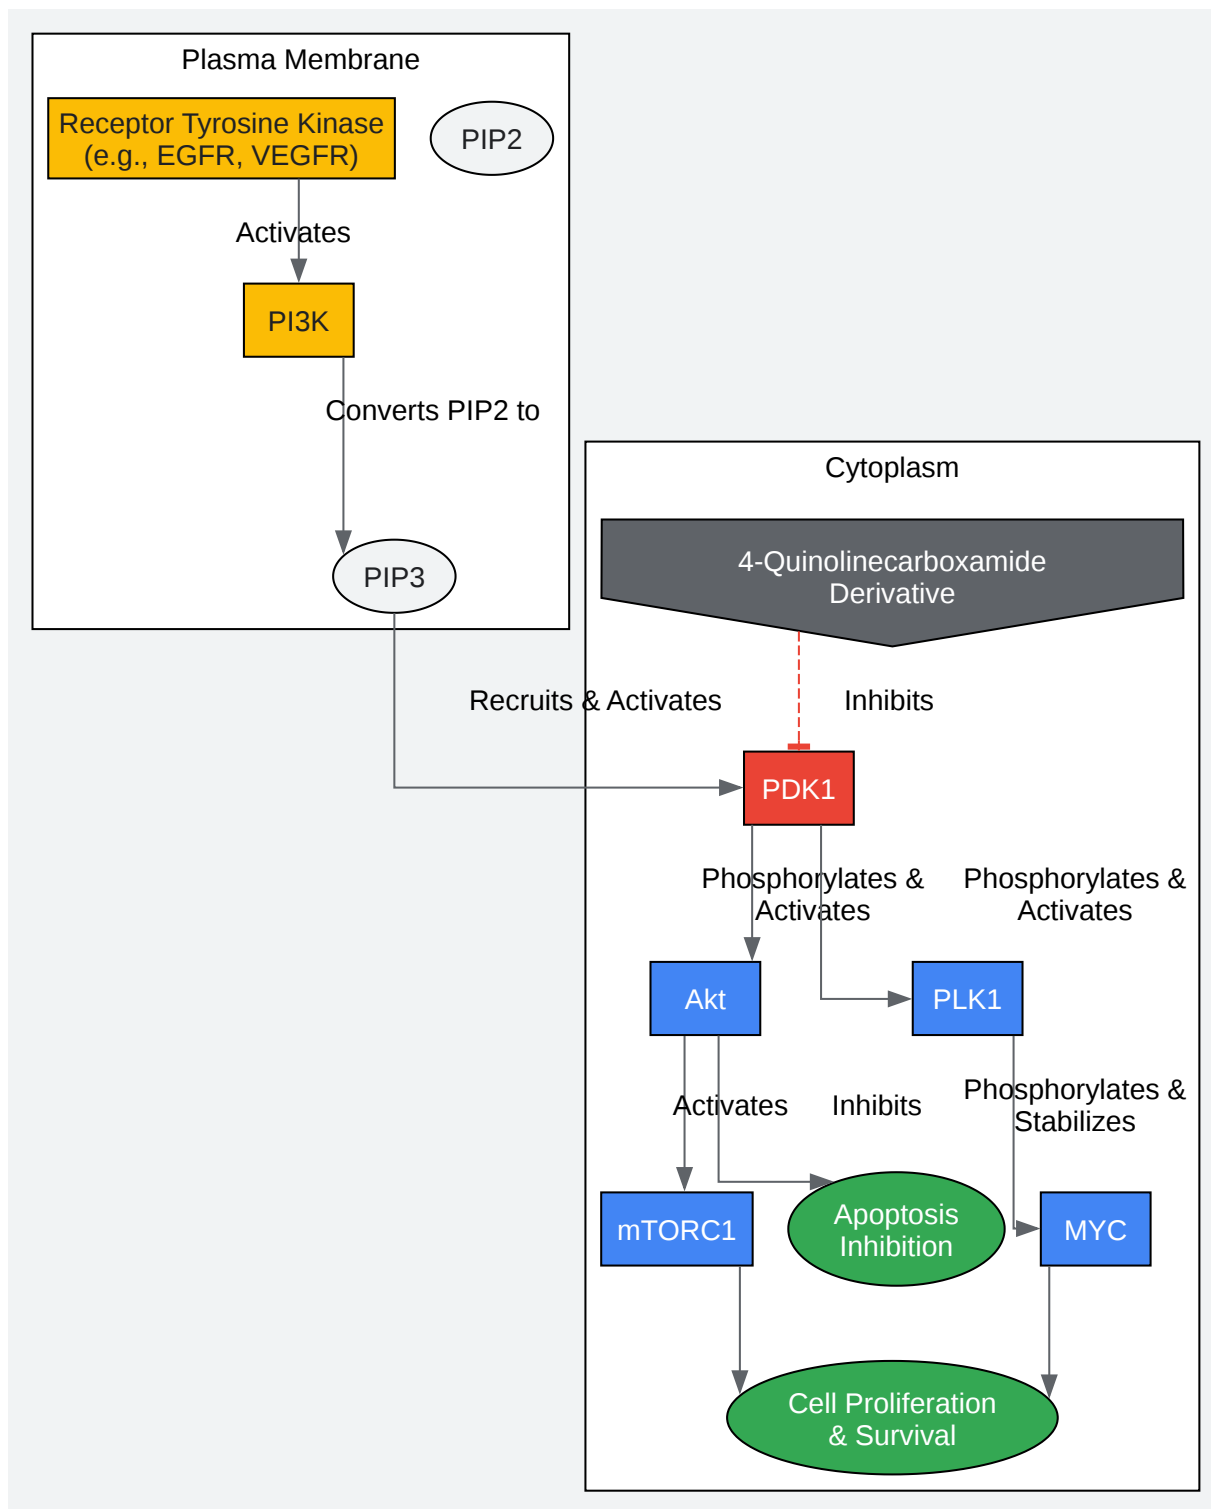 Plasma Membrane
Receptor Tyrosine Kinase
(e.g., EGFR, VEGFR)
PIP2
Activates
PI3K
Converts PIP2 to
PIP3
Cytoplasm
4-Quinolinecarboxamide
Derivative
Recruits & Activates
Inhibits
PDK1
Phosphorylates &
Activates
Phosphorylates &
Activates
Akt
PLK1
Activates
Inhibits
Phosphorylates &
Stabilizes
mTORC1
Apoptosis
Inhibition
MYC
Cell Proliferation
& Survival